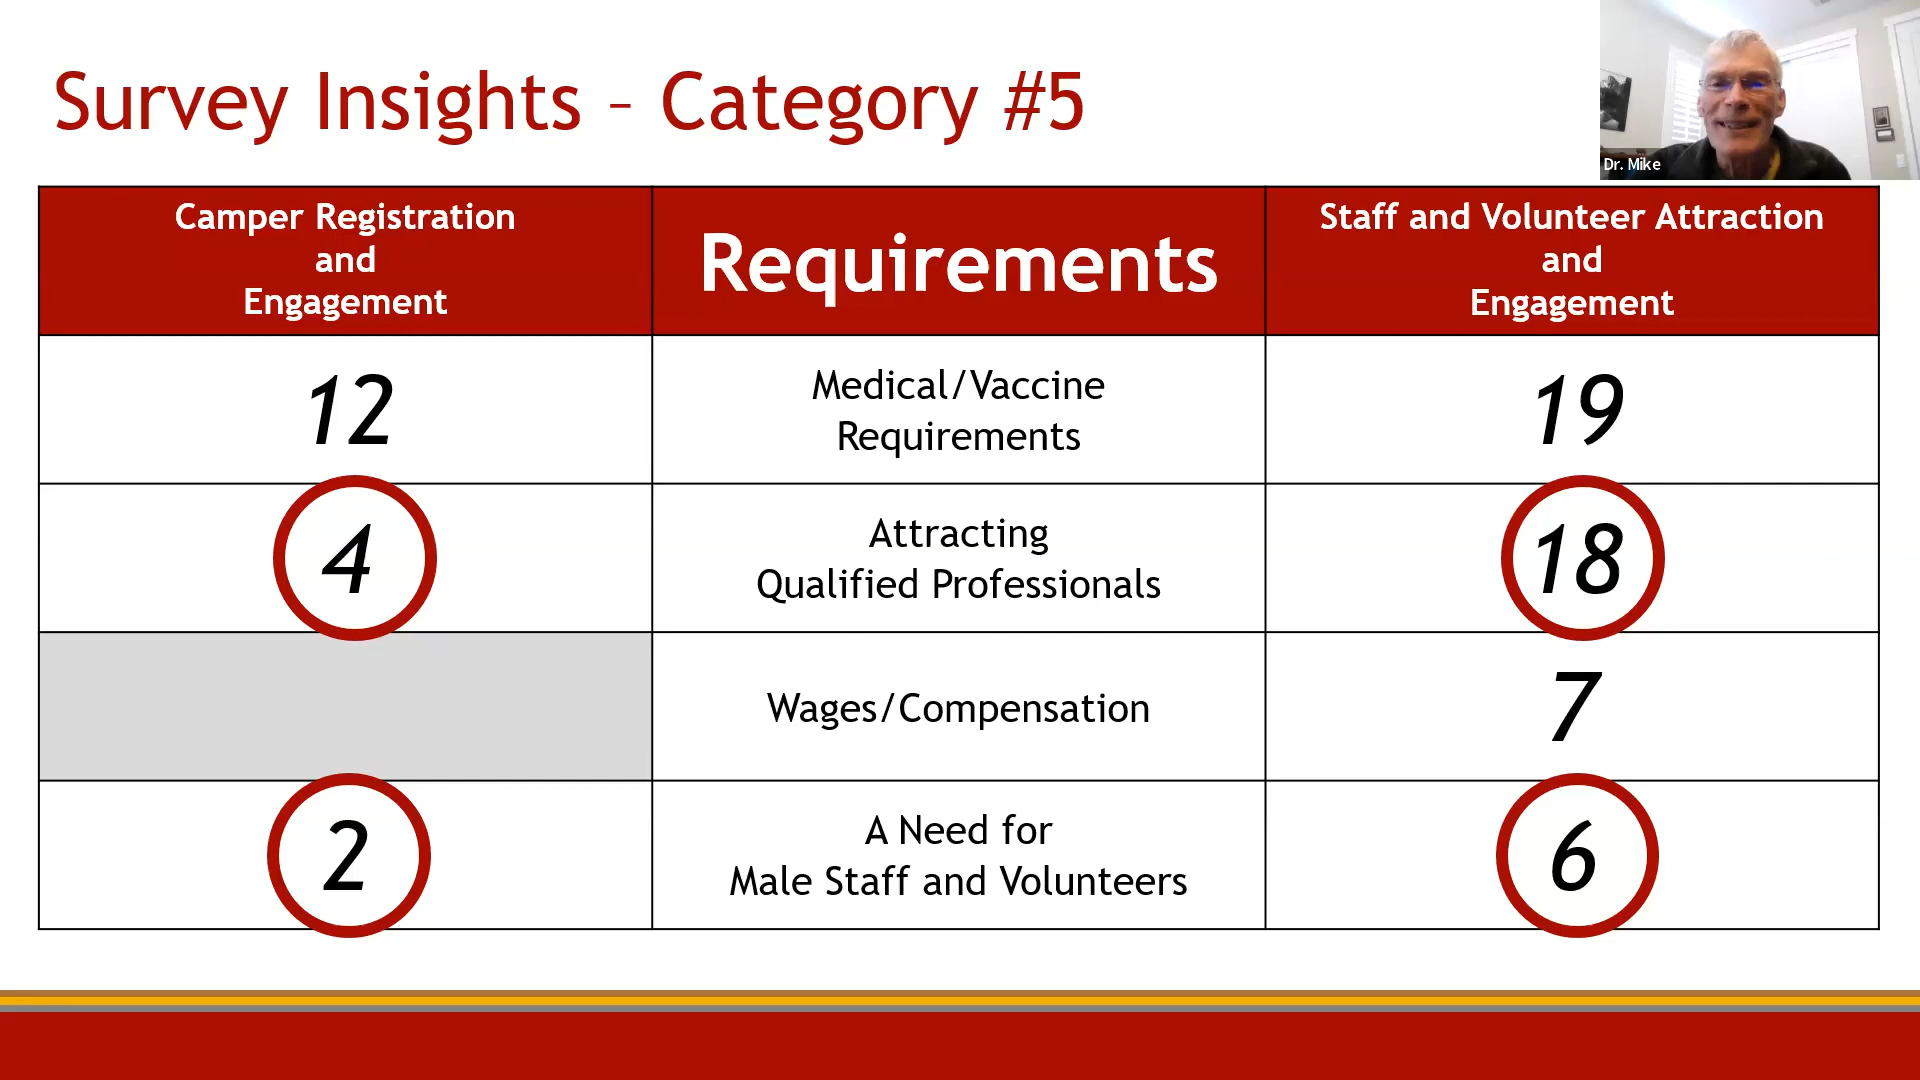 Survey Insights – Category #5
Dr. Mike
Camper Registration
and
Engagement
Requirements
Staff and Volunteer Attraction
and
Engagement
12
Medical/Vaccine
Requirements
19
4
Attracting
Qualified Professionals
18
Wages/Compensation
7
2
A Need for
Male Staff and Volunteers
6